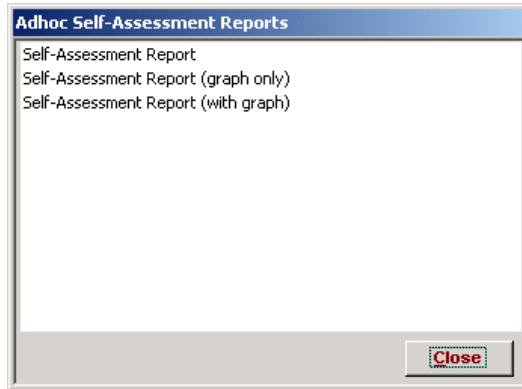 Adhoc Self-Assessment Reports
Self-Assessment Report
Self-Assessment Report (graph only)
Self-Assessment Report (with graph)
Close